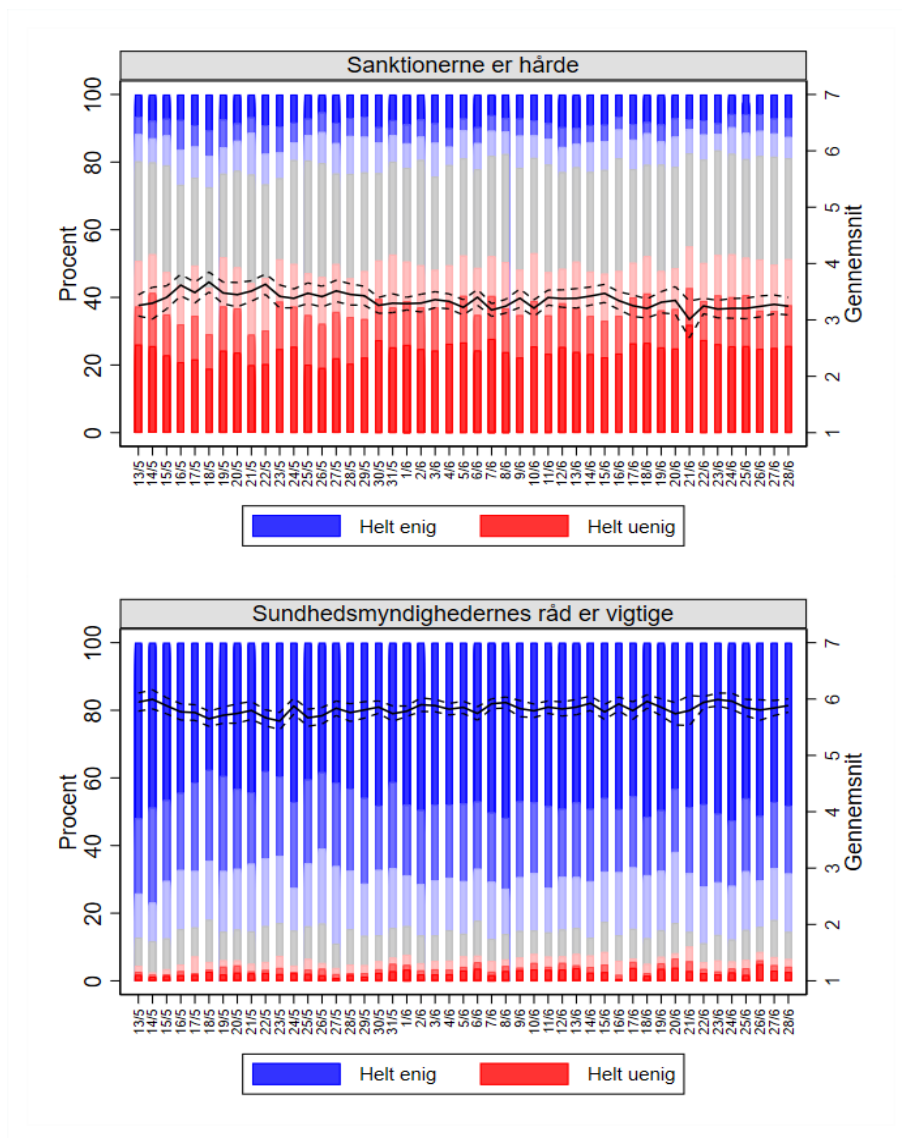 Sanktionerne er hårde
Procent
100
80
60
40
20
0
Gennemsnit
7
6
5
4
3
2
1
13/5 14/5 15/5 16/5 17/5 18/5 19/5 20/5 21/5 22/5 23/5 24/5 25/5 26/5 27/5 28/5 29/5 30/5 31/5 1/6 2/6 3/6 4/6 5/6 6/6 7/6 8/6 9/6 10/6 11/6 12/6 13/6 14/6 15/6 16/6 17/6 18/6 19/6 20/6 21/6 22/6 23/6 24/6 25/6 26/6 27/6 28/6
Helt enig Helt uenig
Sundhedsmyndighedernes råd er vigtige
Procent
100
80
60
40
20
0
Gennemsnit
7
6
5
4
3
2
1
13/5 14/5 15/5 16/5 17/5 18/5 19/5 20/5 21/5 22/5 23/5 24/5 25/5 26/5 27/5 28/5 29/5 30/5 31/5 1/6 2/6 3/6 4/6 5/6 6/6 7/6 8/6 9/6 10/6 11/6 12/6 13/6 14/6 15/6 16/6 17/6 18/6 19/6 20/6 21/6 22/6 23/6 24/6 25/6 26/6 27/6 28/6
Helt enig Helt uenig